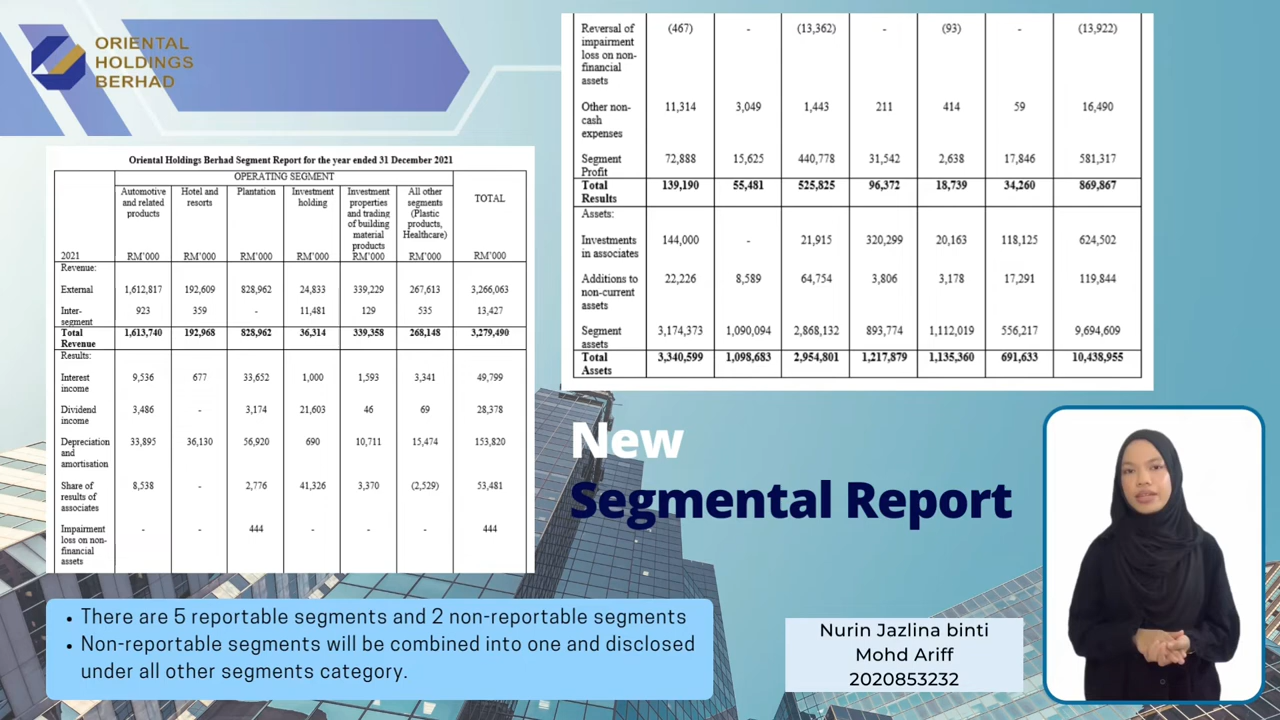 ORIENTAL
HOLDINGS
BERHAD
Oriental Holdings Berhad Segment Report for the year ended 31 December 2021
OPERATING SEGMENT
Automotive and related products Hotel and resorts Plantation Investment holding Investment properties and trading of building material products All other segments (Plastic products, Healthcare) TOTAL
2021 RM'000 RM'000 RM'000 RM'000 RM'000 RM'000 RM'000
Revenue:
External 1,612,817 192,609 828,962 24,833 339,229 267,613 3,266,063
Inter-segment 923 359 - 11,481 129 535 13,427
Total Revenue 1,613,740 192,968 828,962 36,314 339,358 268,148 3,279,490
Results:
Interest income 9,536 677 33,652 1,000 1,593 3,341 49,799
Dividend income 3,486 - 3,174 21,603 46 69 28,378
Depreciation and amortisation 33,895 36,130 56,920 690 10,711 15,474 153,820
Share of results of associates 8,538 - 2,776 41,326 3,370 (2,529) 53,481
Impairment loss on non-financial assets - - 444 - - - 444
Reversal of impairment loss on non-financial assets (467) - (13,362) - (93) - (13,922)
Other non-cash expenses 11,314 3,049 1,443 211 414 59 16,490
Segment Profit 72,888 15,625 440,778 31,542 2,638 17,846 581,317
Total Results 139,190 55,481 525,825 96,372 18,739 34,260 869,867
Assets:
Investments in associates 144,000 - 21,915 320,299 20,163 118,125 624,502
Additions to non-current assets 22,226 8,589 64,754 3,806 3,178 17,291 119,844
Segment assets 3,174,373 1,090,094 2,868,132 893,774 1,112,019 556,217 9,694,609
Total Assets 3,340,599 1,098,683 2,954,801 1,217,879 1,135,360 691,633 10,438,955
New
Segmental Report
• There are 5 reportable segments and 2 non-reportable segments
• Non-reportable segments will be combined into one and disclosed
under all other segments category.
Nurin Jazlina binti
Mohd Ariff
2020853232